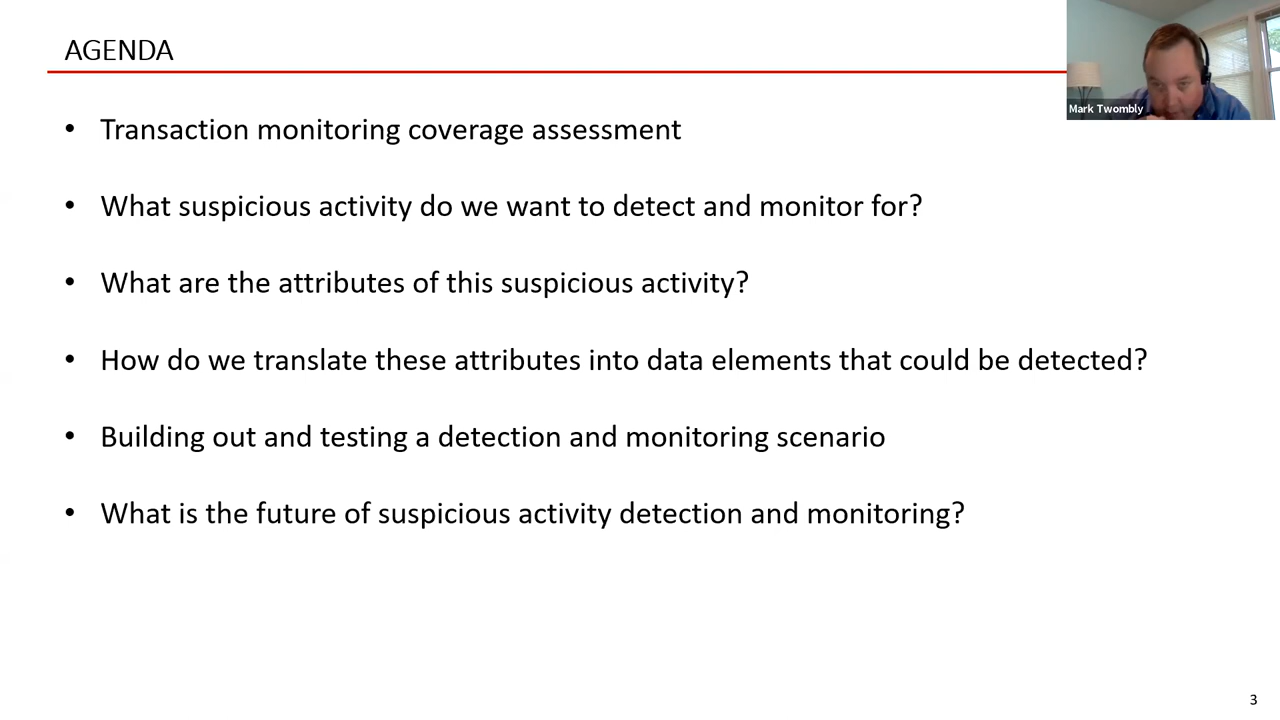 AGENDA
Mark Twombly
• Transaction monitoring coverage assessment
• What suspicious activity do we want to detect and monitor for?
• What are the attributes of this suspicious activity?
• How do we translate these attributes into data elements that could be detected?
• Building out and testing a detection and monitoring scenario
• What is the future of suspicious activity detection and monitoring?
3